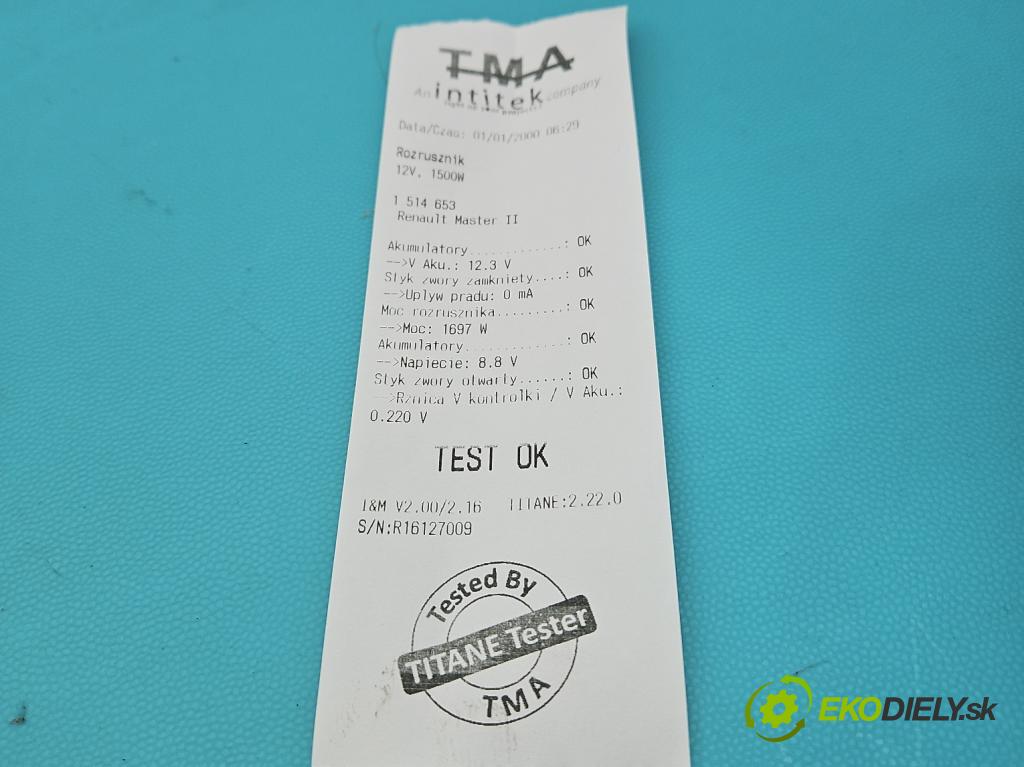 TMA
An intitek company
Data/Czas: 01/01/2000 06:29
Rozrusznik
12V, 1500W
1 514 653
Renault Master II
Akumulatory.............: OK
-->V Aku.: 12.3 V
Styk zwory zamkniety....: OK
-->Uplyw pradu: 0 mA
Moc rozrusznika.........: OK
-->Moc: 1697 W
Akumulatory.............: OK
-->Napiecie: 8.8 V
Styk zwory otwarty......: OK
-->Rznica V kontrolki / V Aku.:
0.220 V
TEST OK
I&M V2.00/2.16 TITANE:2.22.0
S/N:R16127009
Tested By
TITANE Tester
TMA
EKODIELY.sk